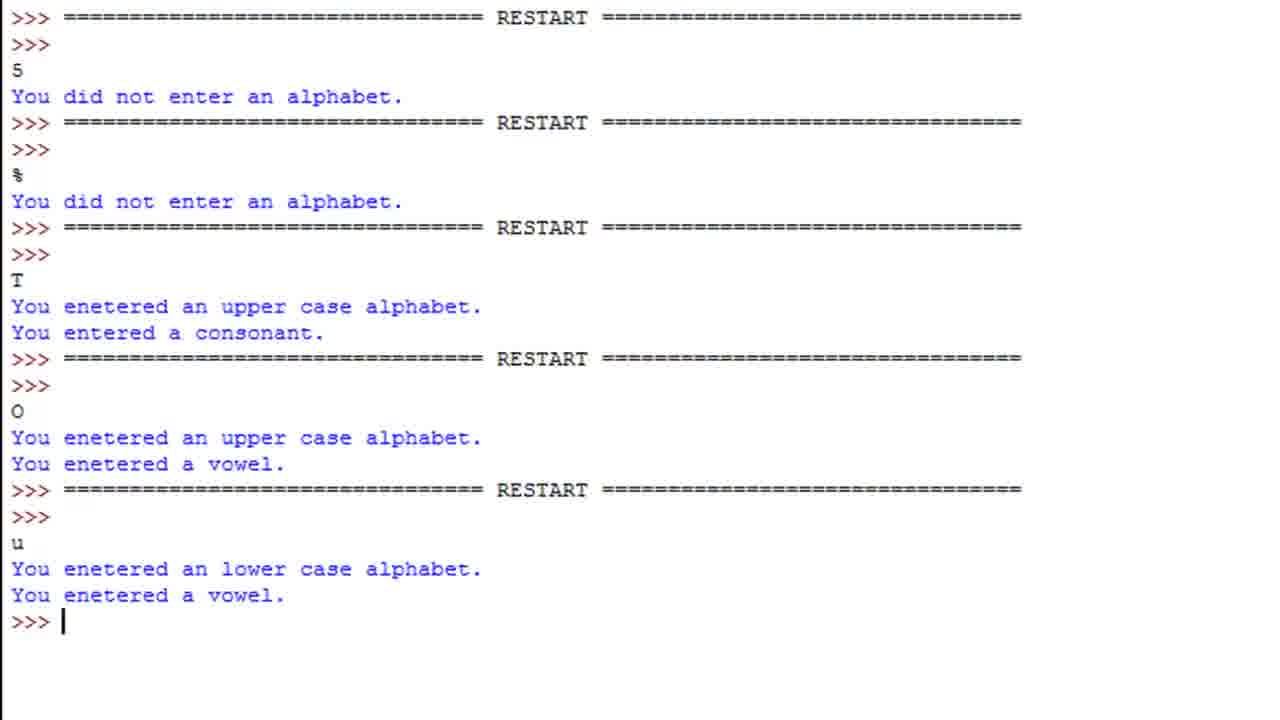 >>> ================================ RESTART ================================
>>>
5
You did not enter an alphabet.
>>> ================================ RESTART ================================
>>>
%
You did not enter an alphabet.
>>> ================================ RESTART ================================
>>>
T
You enetered an upper case alphabet.
You entered a consonant.
>>> ================================ RESTART ================================
>>>
O
You enetered an upper case alphabet.
You enetered a vowel.
>>> ================================ RESTART ================================
>>>
u
You enetered an lower case alphabet.
You enetered a vowel.
>>>